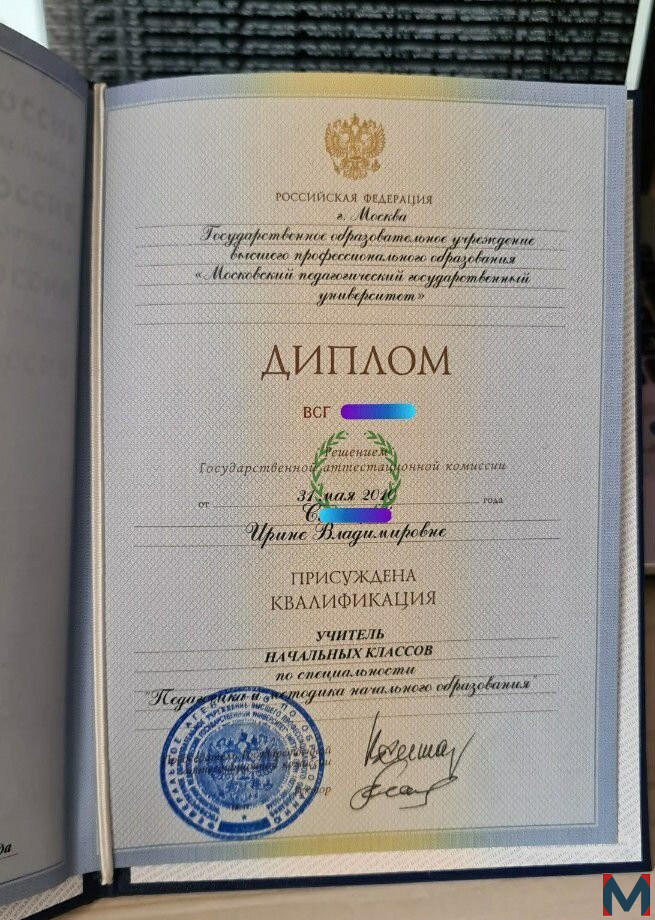 РОССИЙСКАЯ ФЕДЕРАЦИЯ
г. Москва
Государственное образовательное учреждение
высшего профессионального образования
«Московский педагогический государственный
университет»
ДИПЛОМ
ВСГ
Решением
Государственной аттестационной комиссии
от 31 мая 2010 года
С
Ирине Владимировне
ПРИСУЖДЕНА
КВАЛИФИКАЦИЯ
УЧИТЕЛЬ
НАЧАЛЬНЫХ КЛАССОВ
по специальности
"Педагогика и методика начального образования"
М